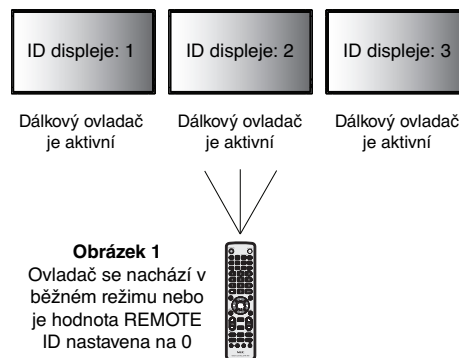 ID displeje: 1
ID displeje: 2
ID displeje: 3
Dálkový ovladač
je aktivní
Dálkový ovladač
je aktivní
Dálkový ovladač
je aktivní
Obrázek 1
Ovladač se nachází v
běžném režimu nebo
je hodnota REMOTE
ID nastavena na 0